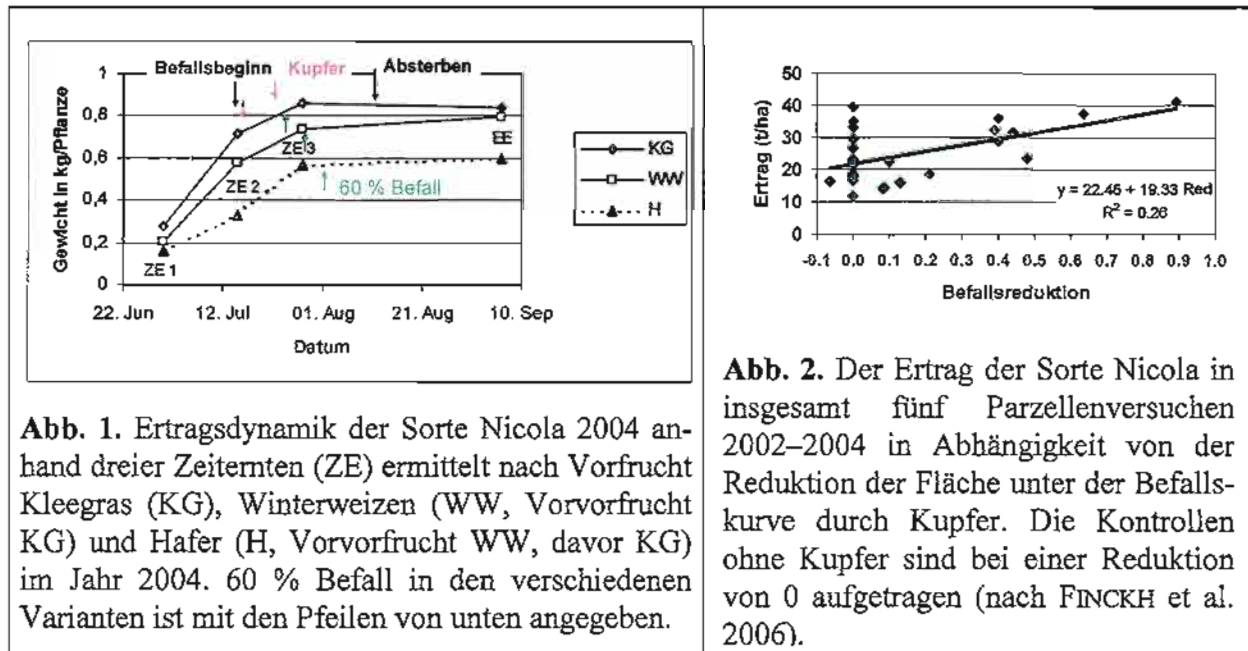 Befallsbeginn Kupfer Absterben
Gewicht in kg/Pflanze
1
0,8
0,6
0,4
0,2
0
ZE 1
ZE 2
ZE 3
EE
60 % Befall
22. Jun 12. Jul 01. Aug 21. Aug 10. Sep
Datum
KG
WW
H
Abb. 1. Ertragsdynamik der Sorte Nicola 2004 an-
hand dreier Zeiternten (ZE) ermittelt nach Vorfrucht
Kleegras (KG), Winterweizen (WW, Vorvorfrucht
KG) und Hafer (H, Vorvorfrucht WW, davor KG)
im Jahr 2004. 60 % Befall in den verschiedenen
Varianten ist mit den Pfeilen von unten angegeben.
Ertrag (t/ha)
50
40
30
20
10
0
y = 22.45 + 19.33 Red
R² = 0.26
-0.1 0.0 0.1 0.2 0.3 0.4 0.5 0.6 0.7 0.8 0.9 1.0
Befallsreduktion
Abb. 2. Der Ertrag der Sorte Nicola in
insgesamt fünf Parzellenversuchen
2002–2004 in Abhängigkeit von der
Reduktion der Fläche unter der Befalls-
kurve durch Kupfer. Die Kontrollen
ohne Kupfer sind bei einer Reduktion
von 0 aufgetragen (nach FINCKH et al.
2006).